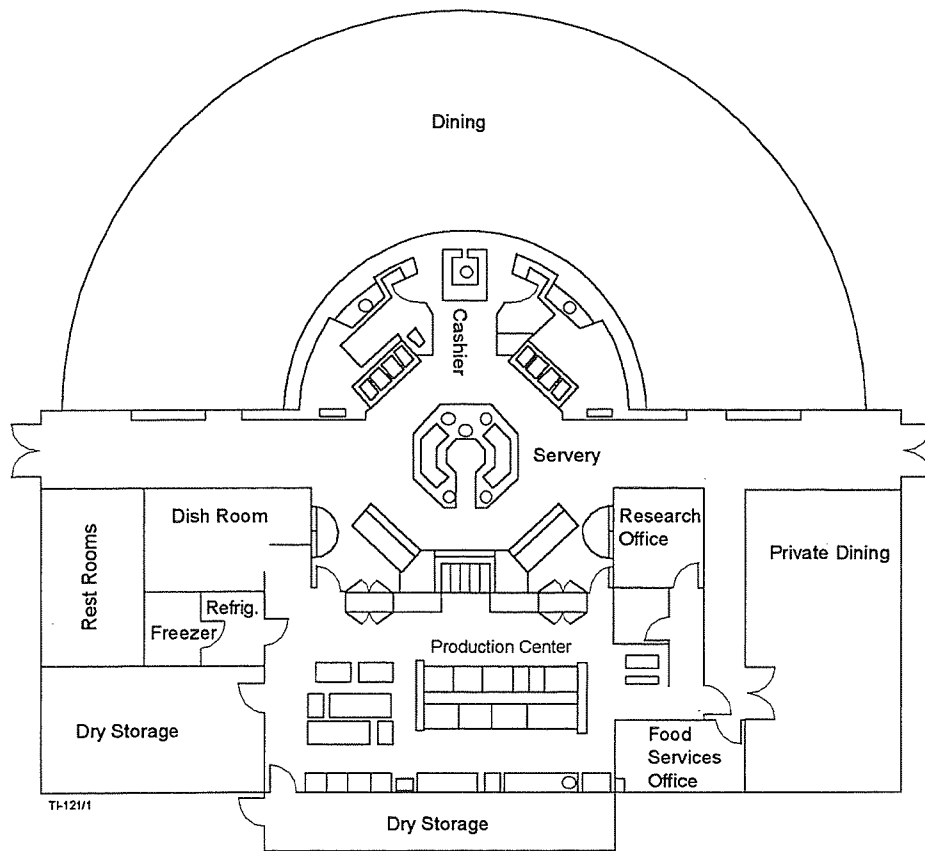 Dining
Cashier
Servery
Dish Room
Research
Office
Private Dining
Rest Rooms
Refrig.
Freezer
Production Center
Dry Storage
Food
Services
Office
TI-121/1
Dry Storage